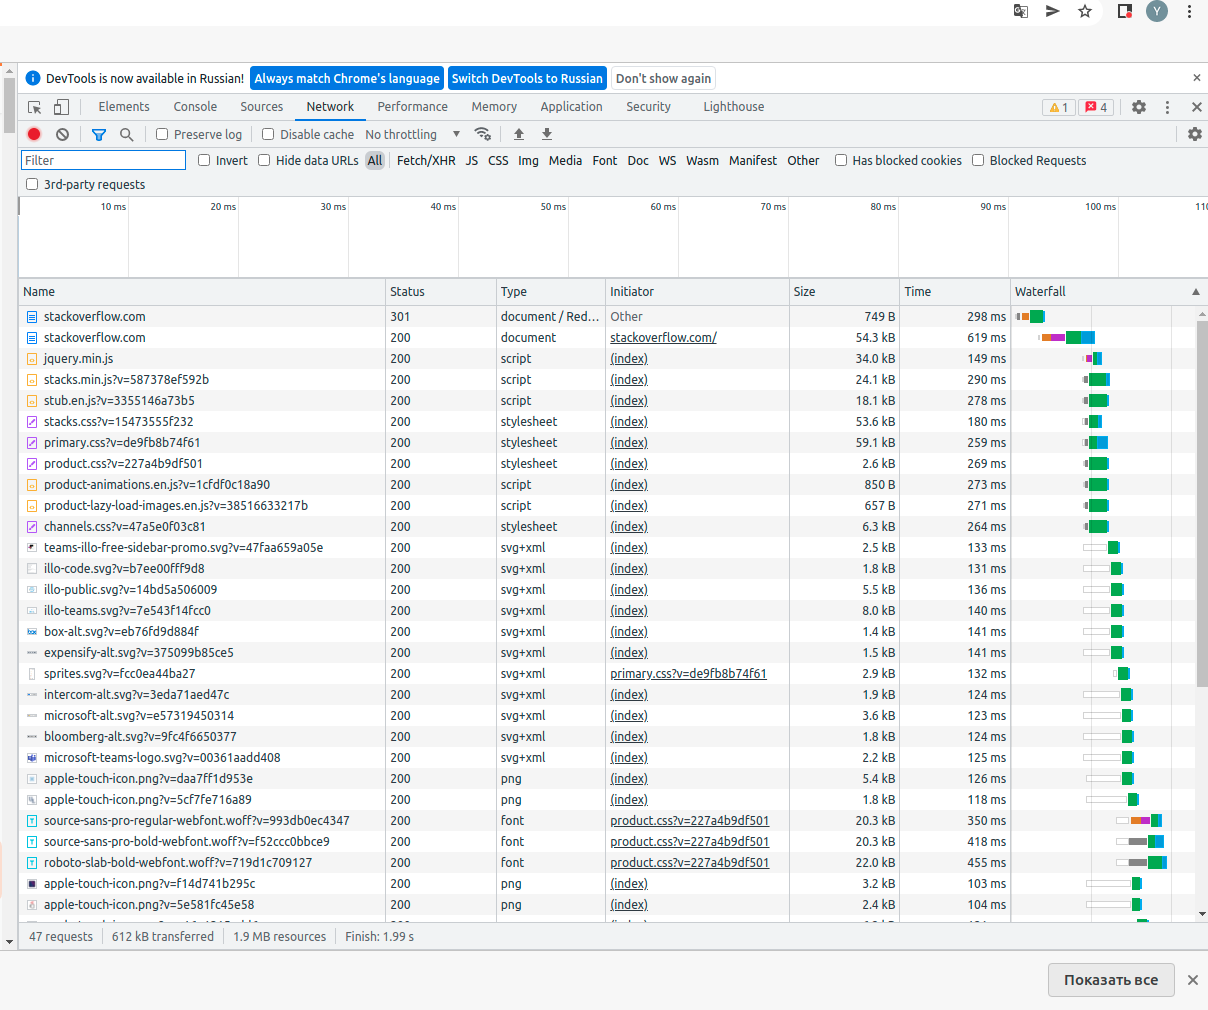 Y
DevTools is now available in Russian! Always match Chrome's language Switch DevTools to Russian Don't show again
Elements Console Sources Network Performance Memory Application Security Lighthouse 1 4
Preserve log Disable cache No throttling
Filter Invert Hide data URLs All Fetch/XHR JS CSS Img Media Font Doc WS Wasm Manifest Other Has blocked cookies Blocked Requests
3rd-party requests
10 ms 20 ms 30 ms 40 ms 50 ms 60 ms 70 ms 80 ms 90 ms 100 ms 110
Name Status Type Initiator Size Time Waterfall
stackoverflow.com 301 document / Red... Other 749 B 298 ms
stackoverflow.com 200 document stackoverflow.com/ 54.3 kB 619 ms
jquery.min.js 200 script (index) 34.0 kB 149 ms
stacks.min.js?v=587378ef592b 200 script (index) 24.1 kB 290 ms
stub.en.js?v=3355146a73b5 200 script (index) 18.1 kB 278 ms
stacks.css?v=15473555f232 200 stylesheet (index) 53.6 kB 180 ms
primary.css?v=de9fb8b74f61 200 stylesheet (index) 59.1 kB 259 ms
product.css?v=227a4b9df501 200 stylesheet (index) 2.6 kB 269 ms
product-animations.en.js?v=1cfdf0c18a90 200 script (index) 850 B 273 ms
product-lazy-load-images.en.js?v=38516633217b 200 script (index) 657 B 271 ms
channels.css?v=47a5e0f03c81 200 stylesheet (index) 6.3 kB 264 ms
teams-illo-free-sidebar-promo.svg?v=47faa659a05e 200 svg+xml (index) 2.5 kB 133 ms
illo-code.svg?v=b7ee00fff9d8 200 svg+xml (index) 1.8 kB 131 ms
illo-public.svg?v=14bd5a506009 200 svg+xml (index) 5.5 kB 136 ms
illo-teams.svg?v=7e543f14fcc0 200 svg+xml (index) 8.0 kB 140 ms
box-alt.svg?v=eb76fd9d884f 200 svg+xml (index) 1.4 kB 141 ms
expensify-alt.svg?v=375099b85ce5 200 svg+xml (index) 1.5 kB 141 ms
sprites.svg?v=fcc0ea44ba27 200 svg+xml primary.css?v=de9fb8b74f61 2.9 kB 132 ms
intercom-alt.svg?v=3eda71aed47c 200 svg+xml (index) 1.9 kB 124 ms
microsoft-alt.svg?v=e57319450314 200 svg+xml (index) 3.6 kB 123 ms
bloomberg-alt.svg?v=9fc4f6650377 200 svg+xml (index) 1.8 kB 124 ms
microsoft-teams-logo.svg?v=00361aadd408 200 svg+xml (index) 2.2 kB 125 ms
apple-touch-icon.png?v=daa7ff1d953e 200 png (index) 5.4 kB 126 ms
apple-touch-icon.png?v=5cf7fe716a89 200 png (index) 1.8 kB 118 ms
source-sans-pro-regular-webfont.woff?v=993db0ec4347 200 font product.css?v=227a4b9df501 20.3 kB 350 ms
source-sans-pro-bold-webfont.woff?v=f52ccc0bbce9 200 font product.css?v=227a4b9df501 20.3 kB 418 ms
roboto-slab-bold-webfont.woff?v=719d1c709127 200 font product.css?v=227a4b9df501 22.0 kB 455 ms
apple-touch-icon.png?v=f14d741b295c 200 png (index) 3.2 kB 103 ms
apple-touch-icon.png?v=5e581fc45e58 200 png (index) 2.4 kB 104 ms
47 requests 612 kB transferred 1.9 MB resources Finish: 1.99 s
Показать все